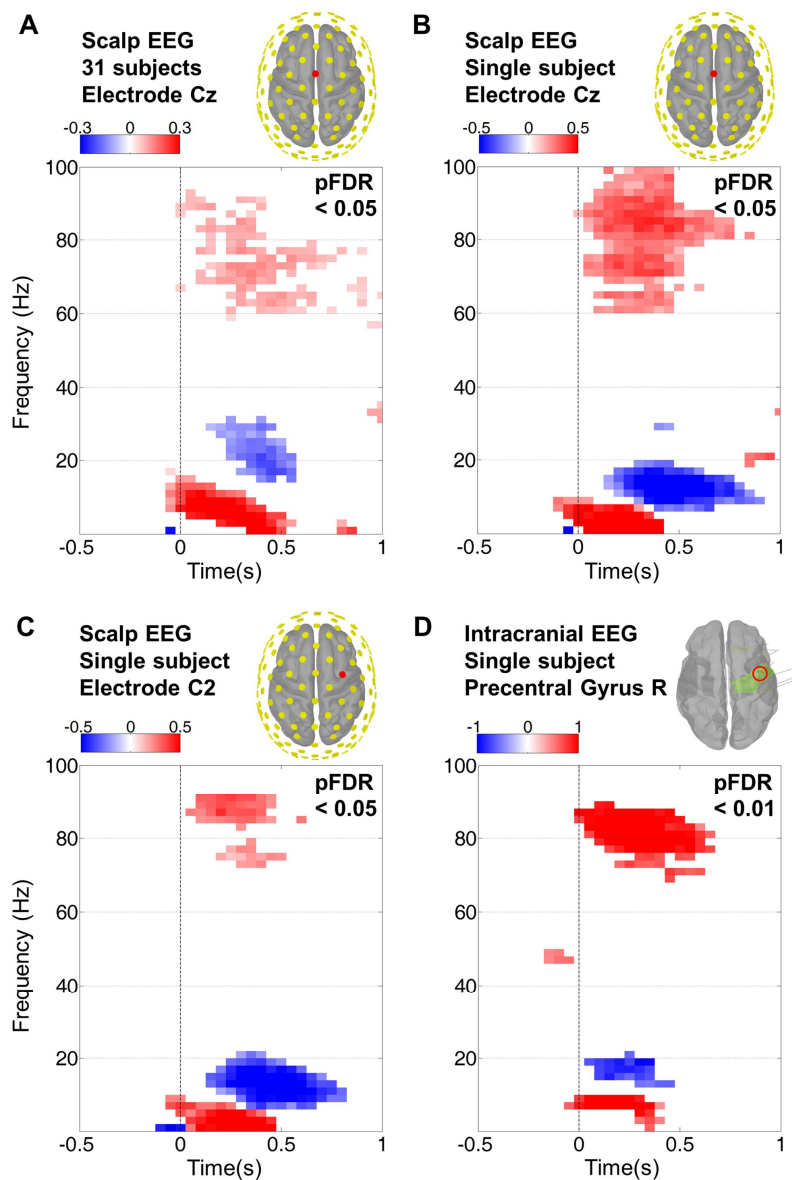 A
Scalp EEG
31 subjects
Electrode Cz
-0.3 0 0.3
pFDR
< 0.05
100
80
60
40
20
0
Frequency (Hz)
-0.5 0 0.5 1
Time(s)
B
Scalp EEG
Single subject
Electrode Cz
-0.5 0 0.5
pFDR
< 0.05
100
80
60
40
20
0
-0.5 0 0.5 1
Time(s)
C
Scalp EEG
Single subject
Electrode C2
-0.5 0 0.5
pFDR
< 0.05
100
80
60
40
20
0
Frequency (Hz)
-0.5 0 0.5 1
Time(s)
D
Intracranial EEG
Single subject
Precentral Gyrus R
-1 0 1
pFDR
< 0.01
100
80
60
40
20
0
-0.5 0 0.5 1
Time(s)